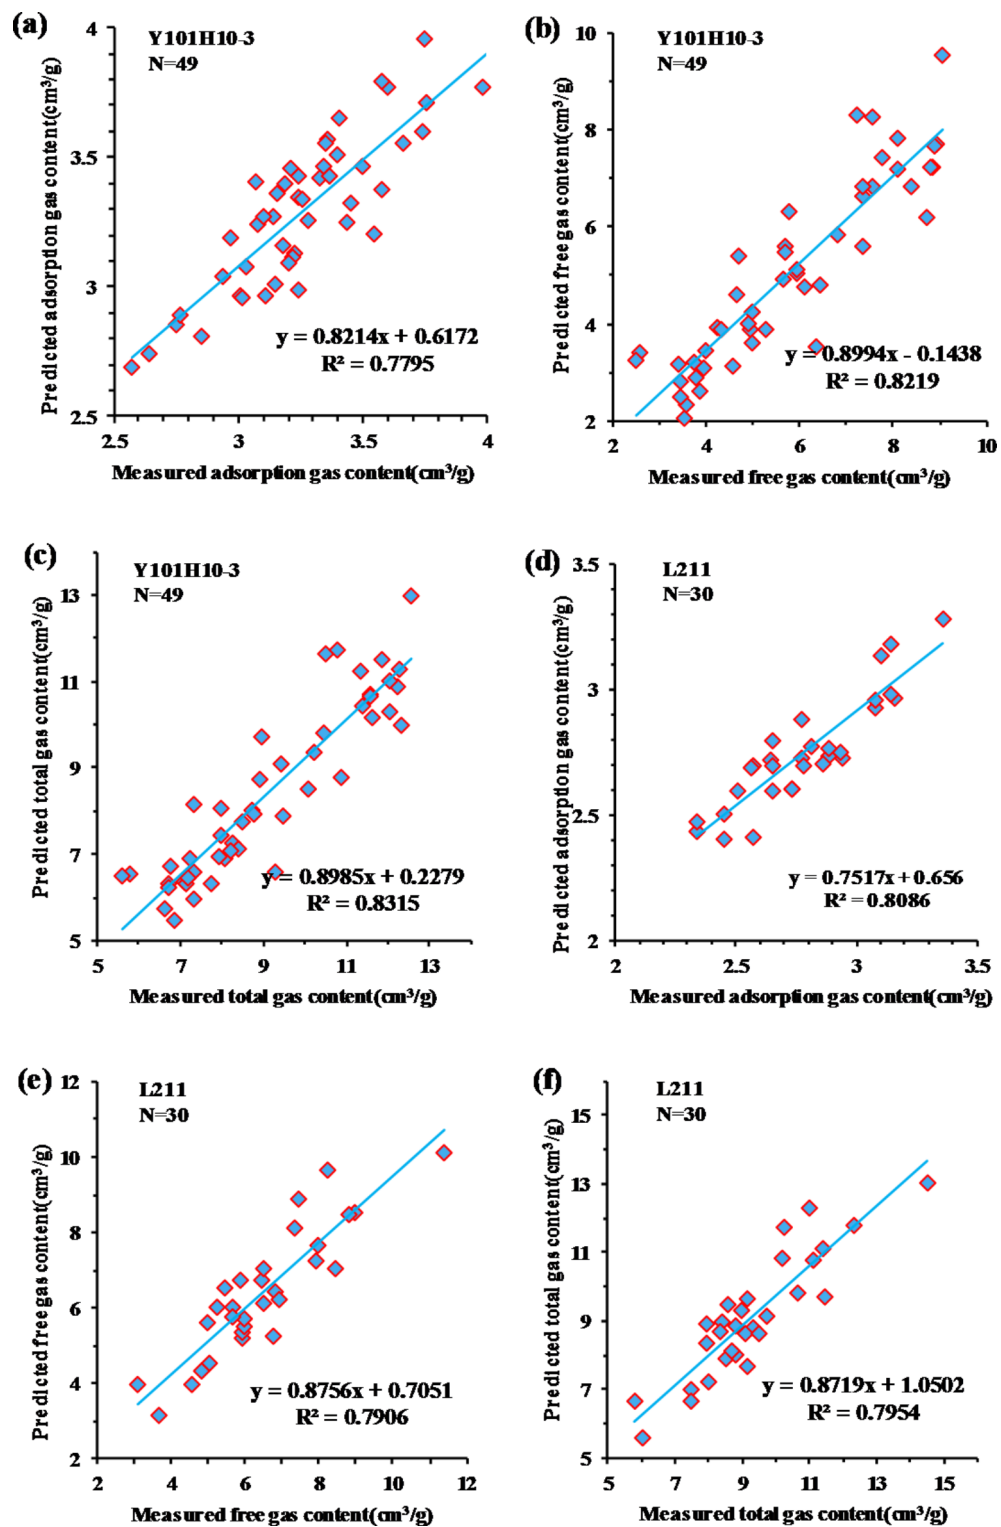 (a)
Y101H10-3
N=49
Predicted adsorption gas content(cm³/g)
4
3.5
3
2.5
2.5
3
3.5
4
y = 0.8214x + 0.6172
R² = 0.7795
Measured adsorption gas content(cm³/g)
(b)
Y101H10-3
N=49
Predicted free gas content(cm³/g)
10
8
6
4
2
2
4
6
8
10
y = 0.8994x - 0.1438
R² = 0.8219
Measured free gas content(cm³/g)
(c)
Y101H10-3
N=49
Predicted total gas content(cm³/g)
13
11
9
7
5
5
7
9
11
13
y = 0.8985x + 0.2279
R² = 0.8315
Measured total gas content(cm³/g)
(d)
L211
N=30
Predicted adsorption gas content(cm³/g)
3.5
3
2.5
2
2
2.5
3
3.5
y = 0.7517x + 0.656
R² = 0.8086
Measured adsorption gas content(cm³/g)
(e)
L211
N=30
Predicted free gas content(cm³/g)
12
10
8
6
4
2
2
4
6
8
10
12
y = 0.8756x + 0.7051
R² = 0.7906
Measured free gas content(cm³/g)
(f)
L211
N=30
Predicted total gas content(cm³/g)
15
13
11
9
7
5
5
7
9
11
13
15
y = 0.8719x + 1.0502
R² = 0.7954
Measured total gas content(cm³/g)